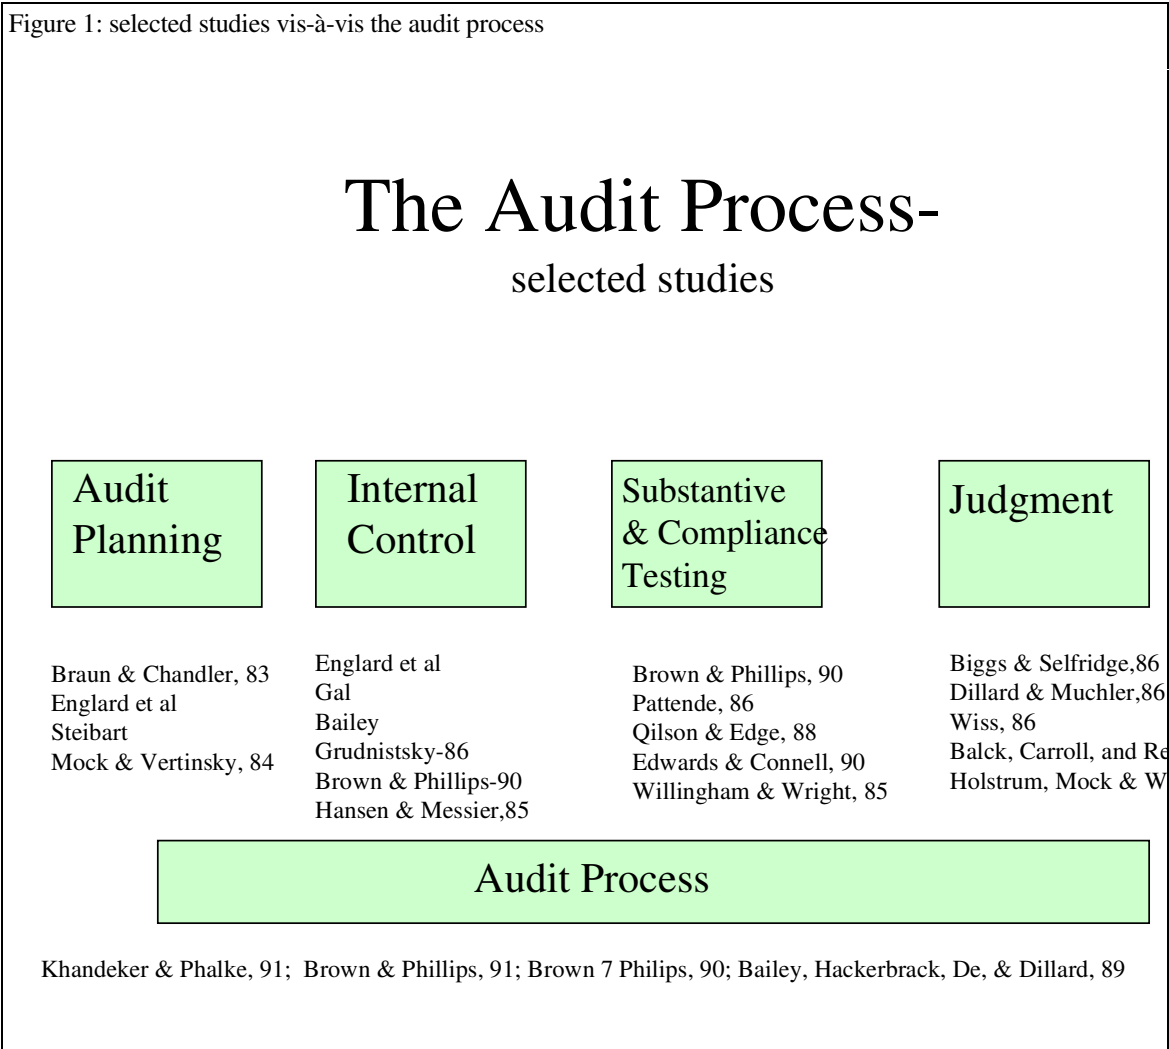 Figure 1: selected studies vis-à-vis the audit process
The Audit Process-
selected studies
Audit
Planning
Internal
Control
Substantive
& Compliance
Testing
Judgment
Braun & Chandler, 83
Englard et al
Steibart
Mock & Vertinsky, 84
Englard et al
Gal
Bailey
Grudnistsky-86
Brown & Phillips-90
Hansen & Messier,85
Brown & Phillips, 90
Pattende, 86
Qilson & Edge, 88
Edwards & Connell, 90
Willingham & Wright, 85
Biggs & Selfridge,86
Dillard & Muchler,86
Wiss, 86
Balck, Carroll, and
Holstrum, Mock &
Audit Process
Khandeker & Phalke, 91; Brown & Phillips, 91; Brown 7 Philips, 90; Bailey, Hackerbrack, De, & Dillard, 89